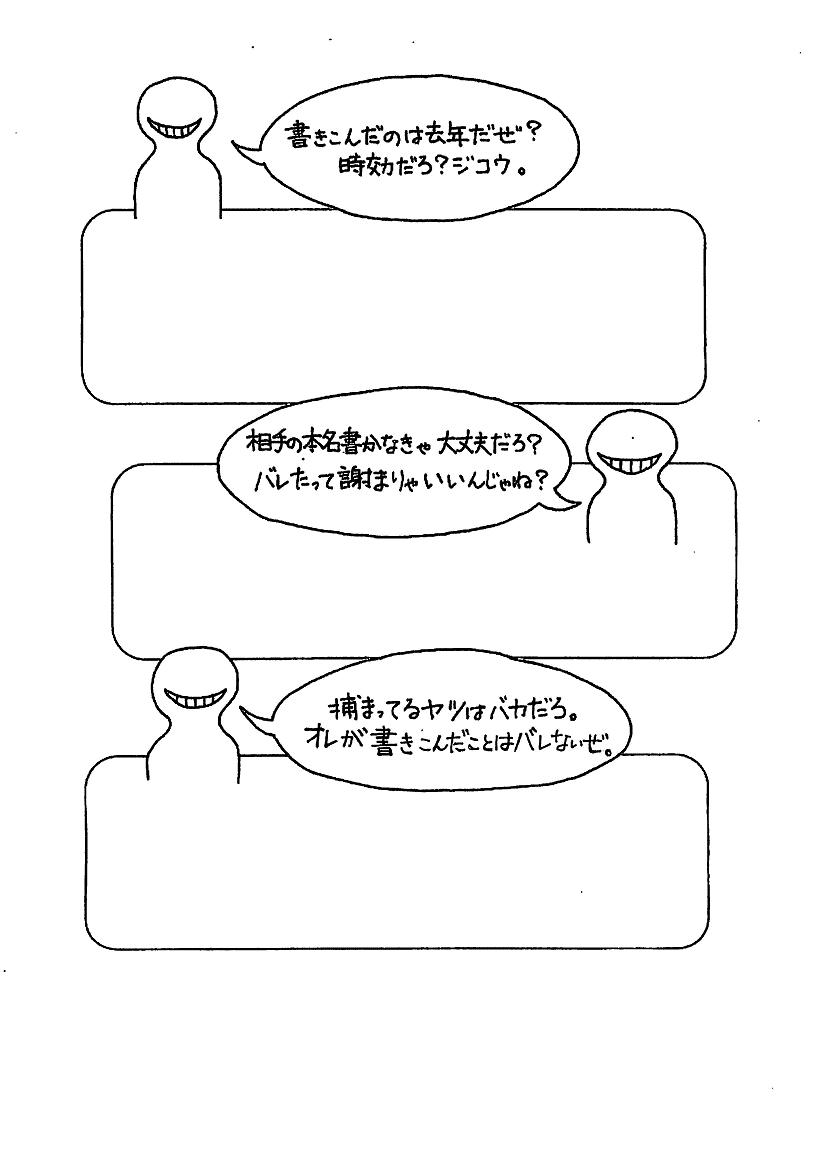 書きこんだのは去年だぜ?
時効だろ?ジコウ。
相手の本名書かなきゃ大丈夫だろ?
バレたって謝まりゃいいんじゃね?
捕まってるヤツはバカだろ。
オレが書きこんだことはバレないぜ。